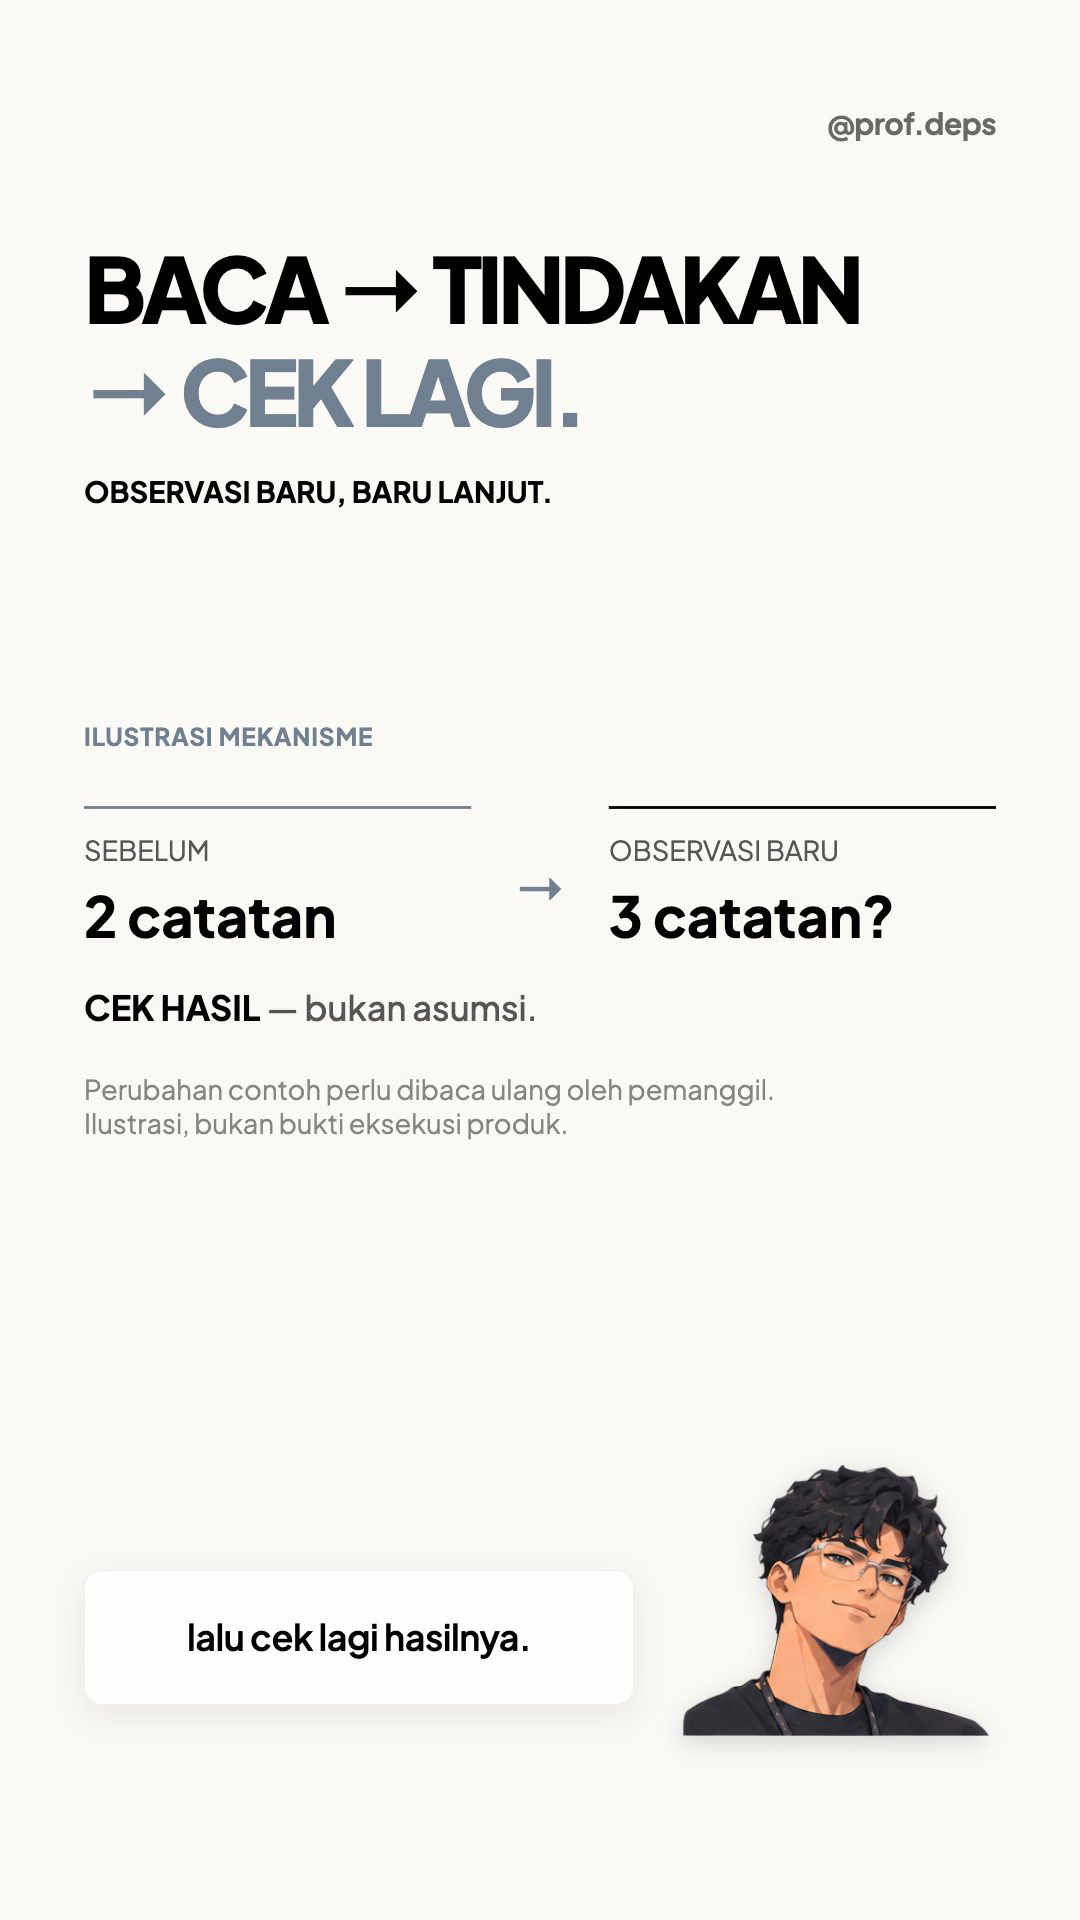 @prof.deps
BACA → TINDAKAN
→ CEK LAGI.
OBSERVASI BARU, BARU LANJUT.
ILUSTRASI MEKANISME
SEBELUM
2 catatan
→
OBSERVASI BARU
3 catatan?
CEK HASIL — bukan asumsi.
Perubahan contoh perlu dibaca ulang oleh pemanggil.
Ilustrasi, bukan bukti eksekusi produk.
lalu cek lagi hasilnya.